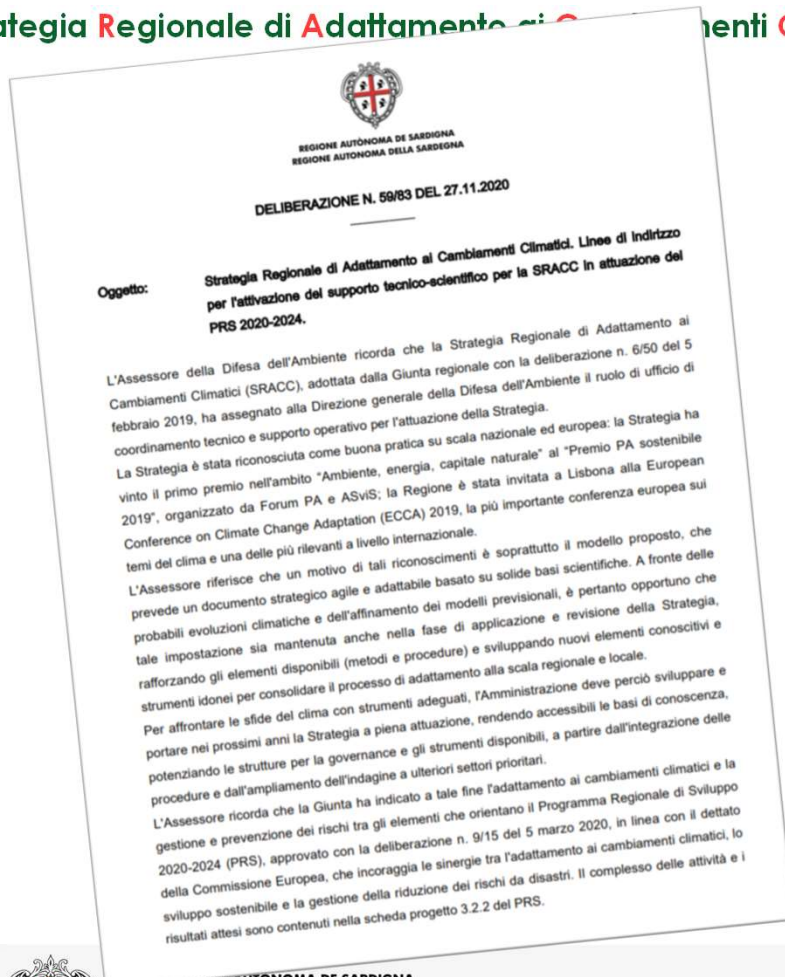 ategia Regionale di Adattamento ai C enti C
REGIONE AUTÒNOMA DE SARDIGNA
REGIONE AUTONOMA DELLA SARDEGNA
DELIBERAZIONE N. 59/83 DEL 27.11.2020
Oggetto:
Strategia Regionale di Adattamento ai Cambiamenti Climatici. Linee di indirizzo
per l'attivazione del supporto tecnico-scientifico per la SRACC in attuazione del
PRS 2020-2024.
L'Assessore della Difesa dell'Ambiente ricorda che la Strategia Regionale di Adattamento ai
Cambiamenti Climatici (SRACC), adottata dalla Giunta regionale con la deliberazione n. 6/50 del 5
febbraio 2019, ha assegnato alla Direzione generale della Difesa dell'Ambiente il ruolo di ufficio di
coordinamento tecnico e supporto operativo per l'attuazione della Strategia.
La Strategia è stata riconosciuta come buona pratica su scala nazionale ed europea: la Strategia ha
vinto il primo premio nell'ambito "Ambiente, energia, capitale naturale" al "Premio PA sostenibile
2019", organizzato da Forum PA e ASviS; la Regione è stata invitata a Lisbona alla European
Conference on Climate Change Adaptation (ECCA) 2019, la più importante conferenza europea sui
temi del clima e una delle più rilevanti a livello internazionale.
L'Assessore riferisce che un motivo di tali riconoscimenti è soprattutto il modello proposto, che
prevede un documento strategico agile e adattabile basato su solide basi scientifiche. A fronte delle
probabili evoluzioni climatiche e dell'affinamento dei modelli previsionali, è pertanto opportuno che
tale impostazione sia mantenuta anche nella fase di applicazione e revisione della Strategia,
rafforzando gli elementi disponibili (metodi e procedure) e sviluppando nuovi elementi conoscitivi e
strumenti idonei per consolidare il processo di adattamento alla scala regionale e locale.
Per affrontare le sfide del clima con strumenti adeguati, l'Amministrazione deve perciò sviluppare e
portare nei prossimi anni la Strategia a piena attuazione, rendendo accessibili le basi di conoscenza,
potenziando le strutture per la governance e gli strumenti disponibili, a partire dall'integrazione delle
procedure e dall'ampliamento dell'indagine a ulteriori settori prioritari.
L'Assessore ricorda che la Giunta ha indicato a tale fine l'adattamento ai cambiamenti climatici e la
gestione e prevenzione dei rischi tra gli elementi che orientano il Programma Regionale di Sviluppo
2020-2024 (PRS), approvato con la deliberazione n. 9/15 del 5 marzo 2020, in linea con il dettato
della Commissione Europea, che incoraggia le sinergie tra l'adattamento ai cambiamenti climatici, lo
sviluppo sostenibile e la gestione della riduzione dei rischi da disastri. Il complesso delle attività e i
risultati attesi sono contenuti nella scheda progetto 3.2.2 del PRS.
DE SARDIGNA